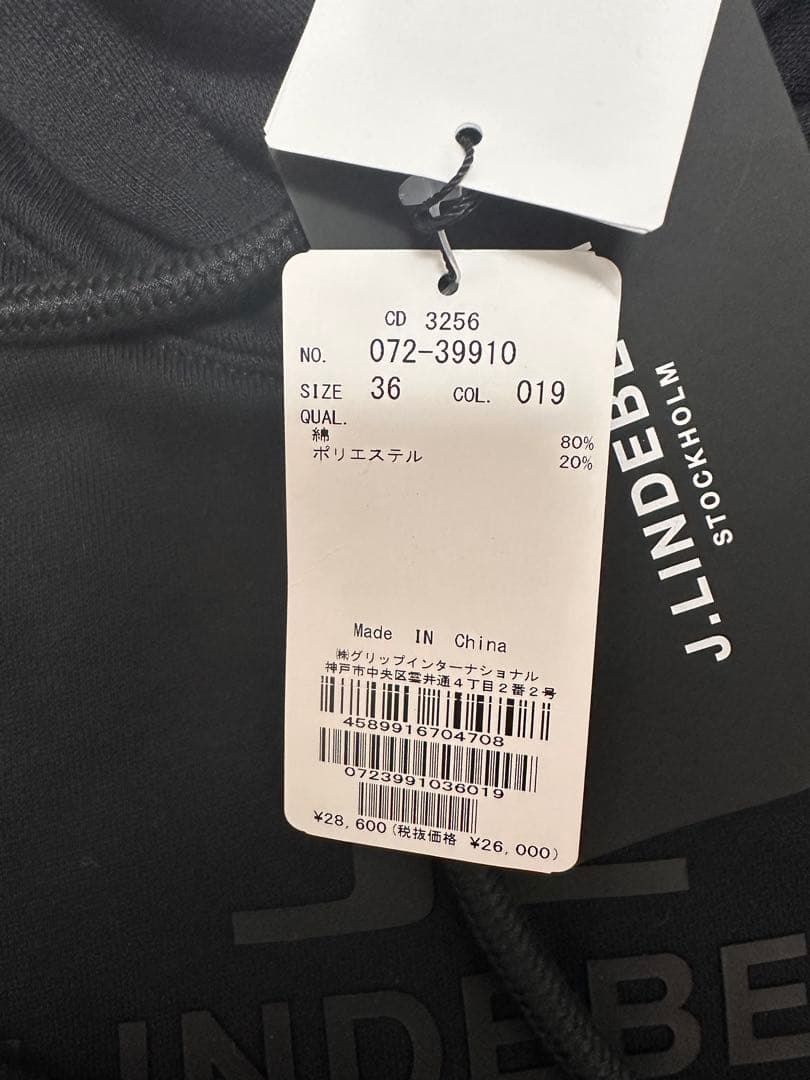 CD 3256
NO. 072-39910
SIZE 36 COL. 019
QUAL.
綿 80%
ポリエステル 20%
Made IN China
㈱グリップインターナショナル
神戸市中央区雲井通4丁目2番2号
4589916704708
0723991036019
¥28,600(税抜価格 ¥26,000)
J.LINDEBE
STOCKHOLM
INDEBE